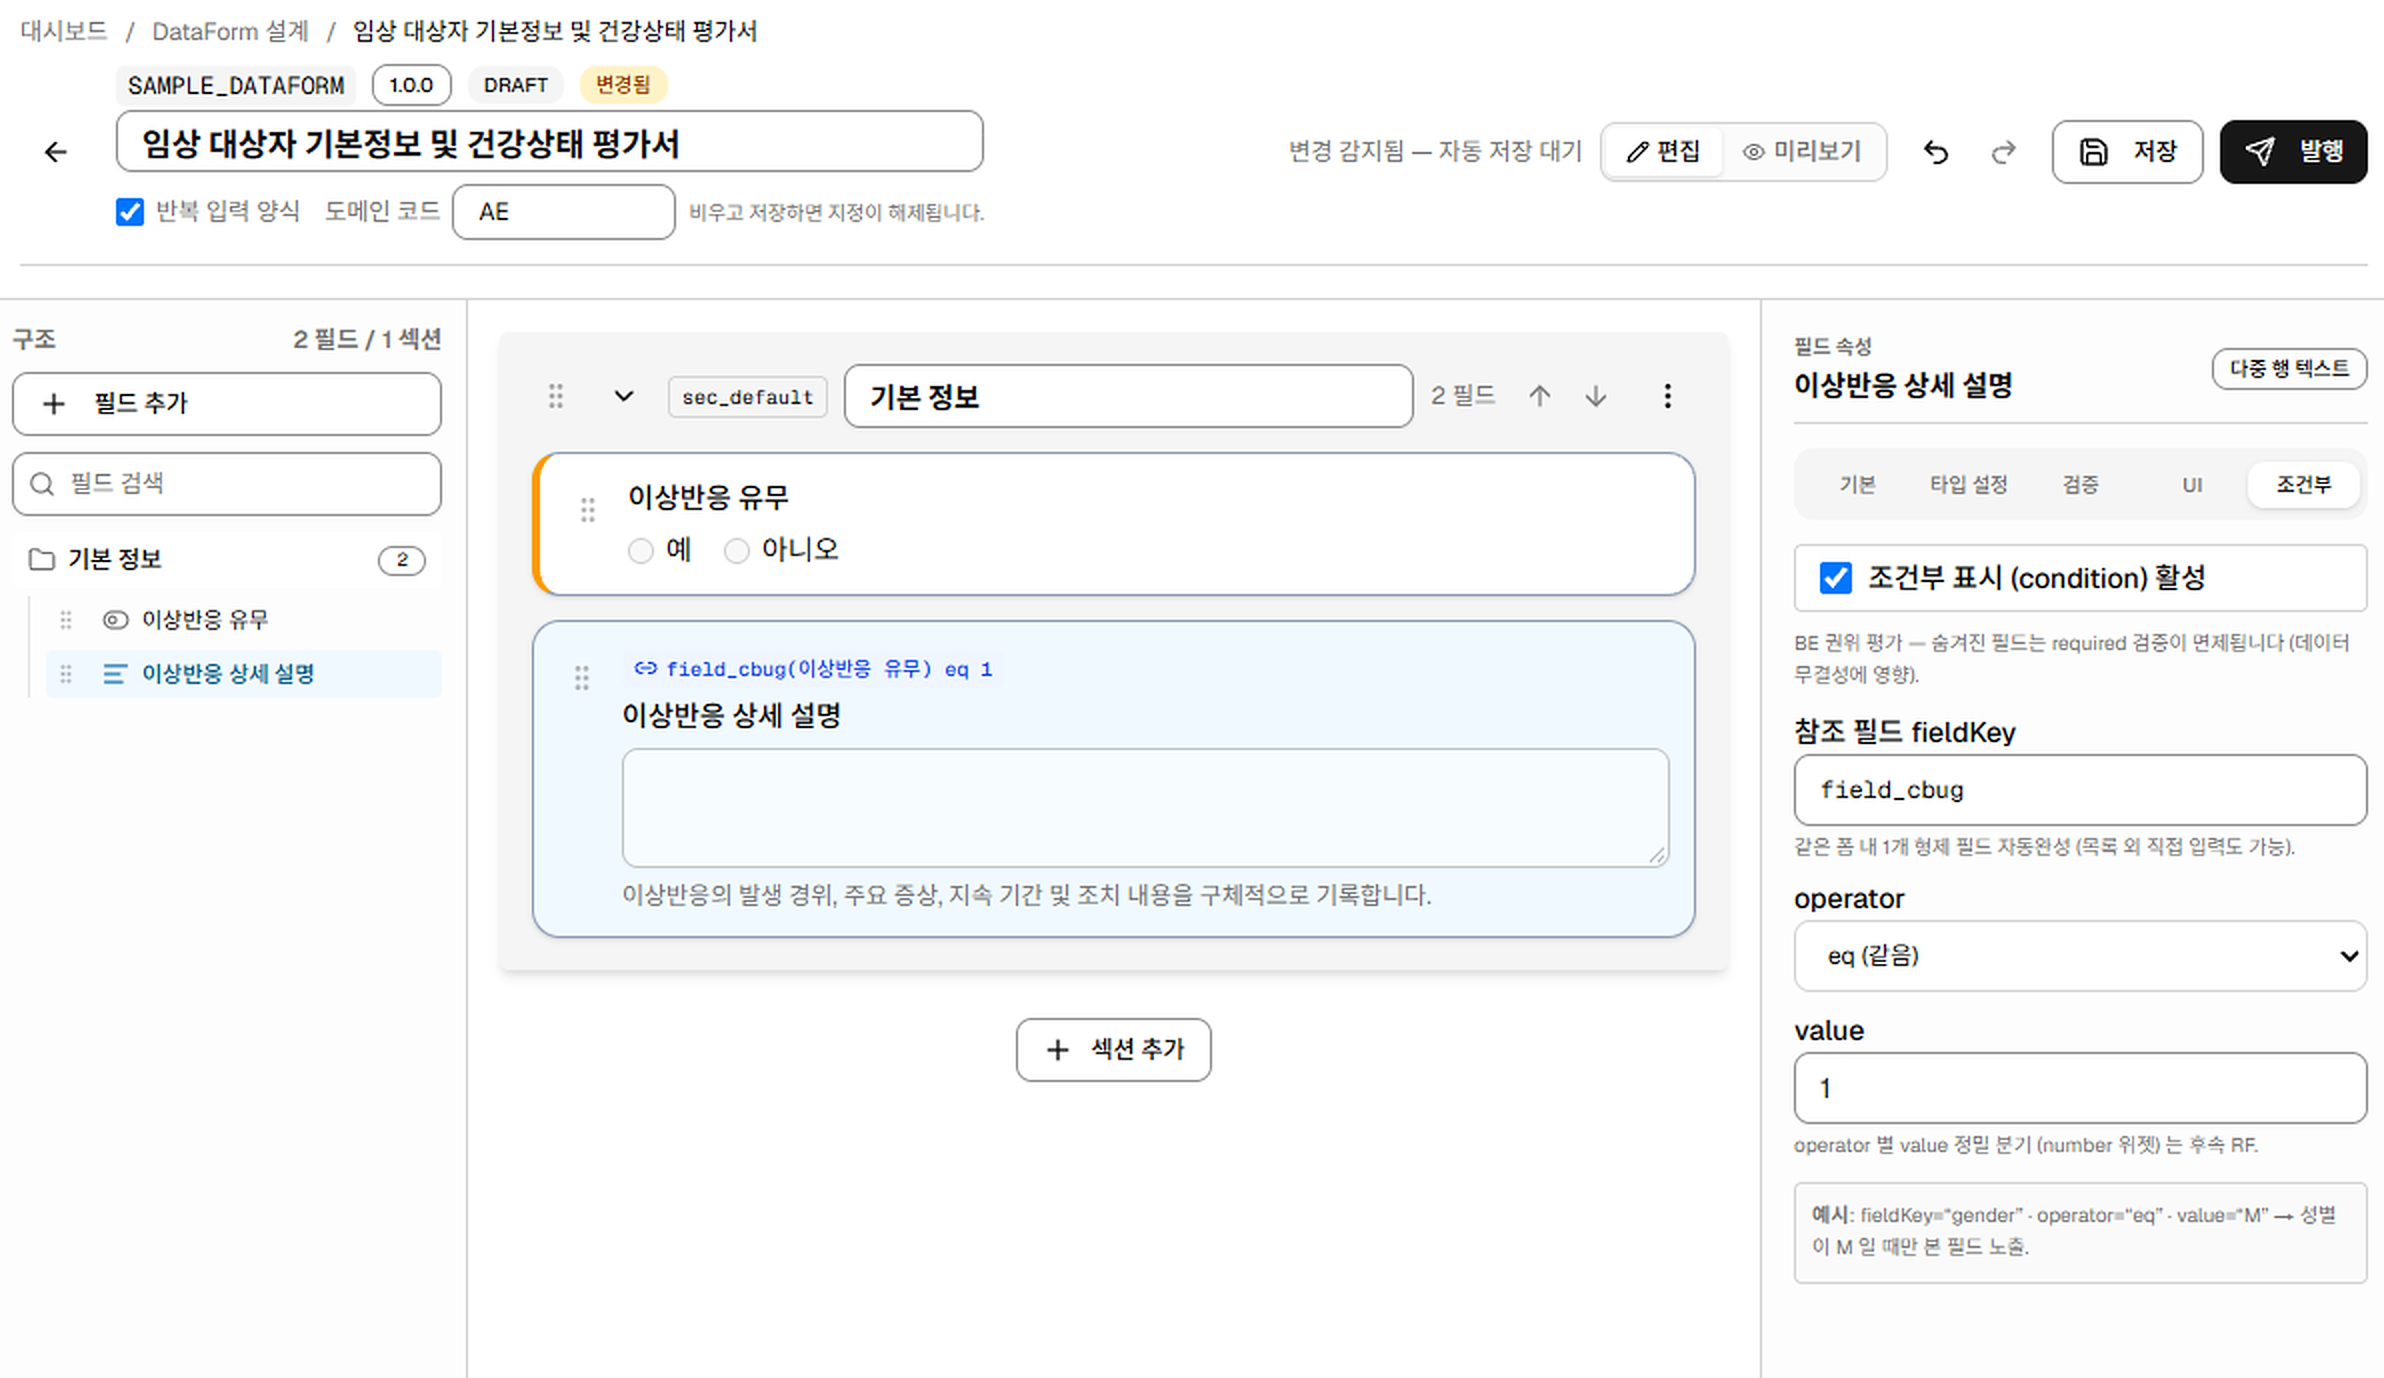 대시보드 / DataForm 설계 / 임상 대상자 기본정보 및 건강상태 평가서
SAMPLE_DATAFORM 1.0.0 DRAFT 변경됨
임상 대상자 기본정보 및 건강상태 평가서
변경 감지됨 — 자동 저장 대기 편집 미리보기 저장 발행
반복 입력 양식 도메인 코드 AE 비우고 저장하면 지정이 해제됩니다.
구조 2 필드 / 1 섹션
필드 추가
필드 검색
기본 정보 2
이상반응 유무
이상반응 상세 설명
sec_default 기본 정보 2 필드
이상반응 유무
예 아니오
field_cbug(이상반응 유무) eq 1
이상반응 상세 설명
이상반응의 발생 경위, 주요 증상, 지속 기간 및 조치 내용을 구체적으로 기록합니다.
섹션 추가
필드 속성
이상반응 상세 설명 다중 행 텍스트
기본 타입 설정 검증 UI 조건부
조건부 표시 (condition) 활성
BE 권위 평가 — 숨겨진 필드는 required 검증이 면제됩니다 (데이터
무결성에 영향).
참조 필드 fieldKey
field_cbug
같은 폼 내 1개 형제 필드 자동완성 (목록 외 직접 입력도 가능).
operator
eq (같음)
value
1
operator 별 value 정밀 분기 (number 위젯) 는 후속 RF.
예시: fieldKey=“gender” · operator=“eq” · value=“M” → 성별
이 M 일 때만 본 필드 노출.